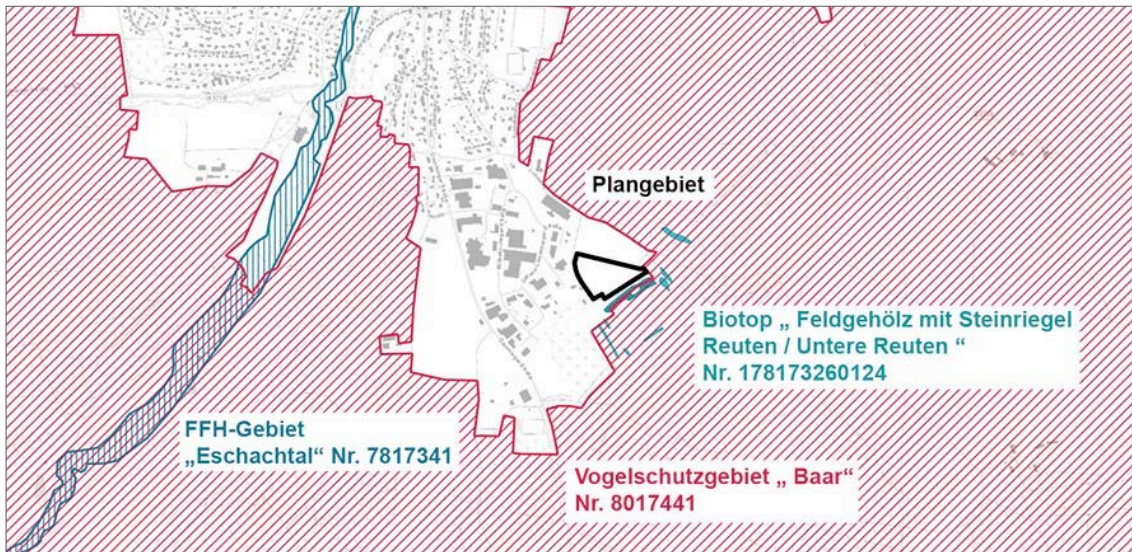 Plangebiet
Biotop „ Feldgehölz mit Steinriegel
Reuten / Untere Reuten “
Nr. 178173260124
FFH-Gebiet
„Eschachtal“ Nr. 7817341
Vogelschutzgebiet „ Baar“
Nr. 8017441